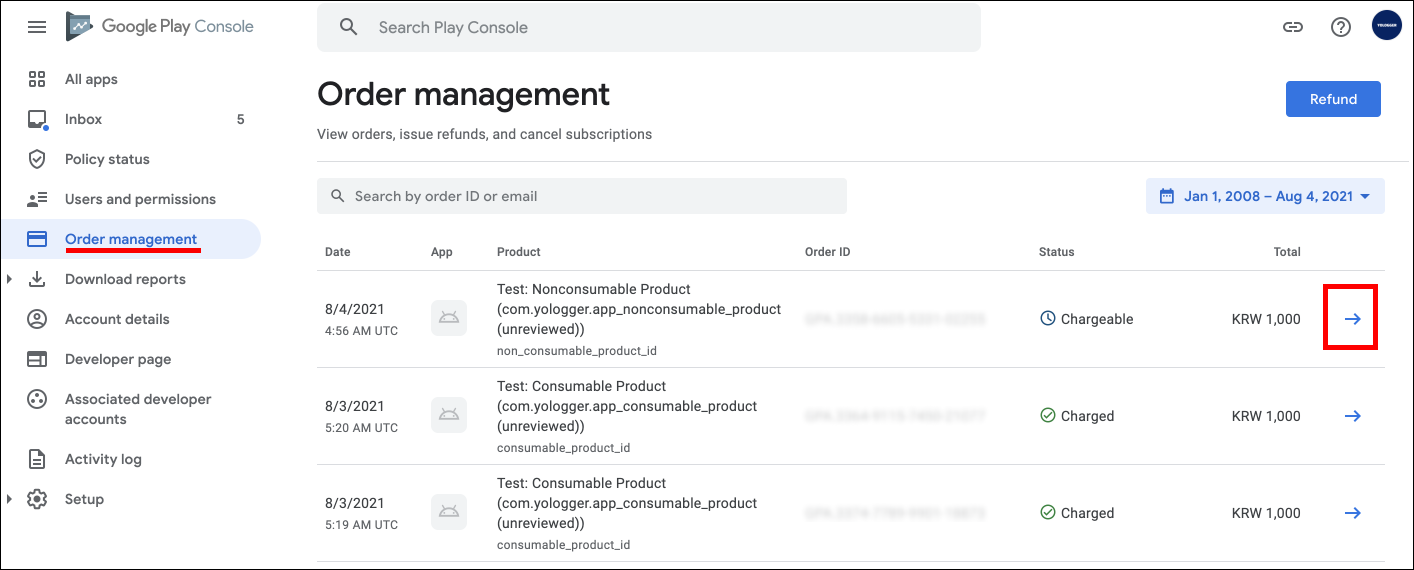 Google Play Console
Search Play Console
YOLOGGER
All apps
Inbox 5
Policy status
Users and permissions
Order management
Download reports
Account details
Developer page
Associated developer
accounts
Activity log
Setup
Order management
Refund
View orders, issue refunds, and cancel subscriptions
Search by order ID or email
Jan 1, 2008 – Aug 4, 2021
Date App Product Order ID Status Total
8/4/2021
4:56 AM UTC
Test: Nonconsumable Product
(com.yologger.app_nonconsumable_product
(unreviewed))
non_consumable_product_id
Chargeable
KRW 1,000
8/3/2021
5:20 AM UTC
Test: Consumable Product
(com.yologger.app_consumable_product
(unreviewed))
consumable_product_id
Charged
KRW 1,000
8/3/2021
5:19 AM UTC
Test: Consumable Product
(com.yologger.app_consumable_product
(unreviewed))
consumable_product_id
Charged
KRW 1,000